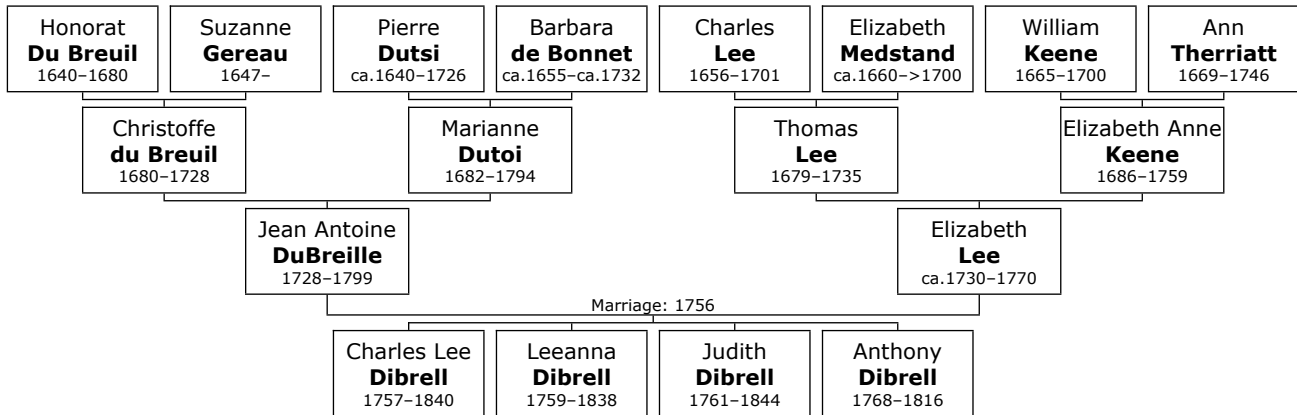 Honorat
Du Breuil
1640–1680
Suzanne
Gereau
1647–
Pierre
Dutsi
ca.1640–1726
Barbara
de Bonnet
ca.1655–ca.1732
Charles
Lee
1656–1701
Elizabeth
Medstand
ca.1660–>1700
William
Keene
1665–1700
Ann
Therriatt
1669–1746
Christoffe
du Breuil
1680–1728
Marianne
Dutoi
1682–1794
Thomas
Lee
1679–1735
Elizabeth Anne
Keene
1686–1759
Jean Antoine
DuBreille
1728–1799
Elizabeth
Lee
ca.1730–1770
Marriage: 1756
Charles Lee
Dibrell
1757–1840
Leeanna
Dibrell
1759–1838
Judith
Dibrell
1761–1844
Anthony
Dibrell
1768–1816